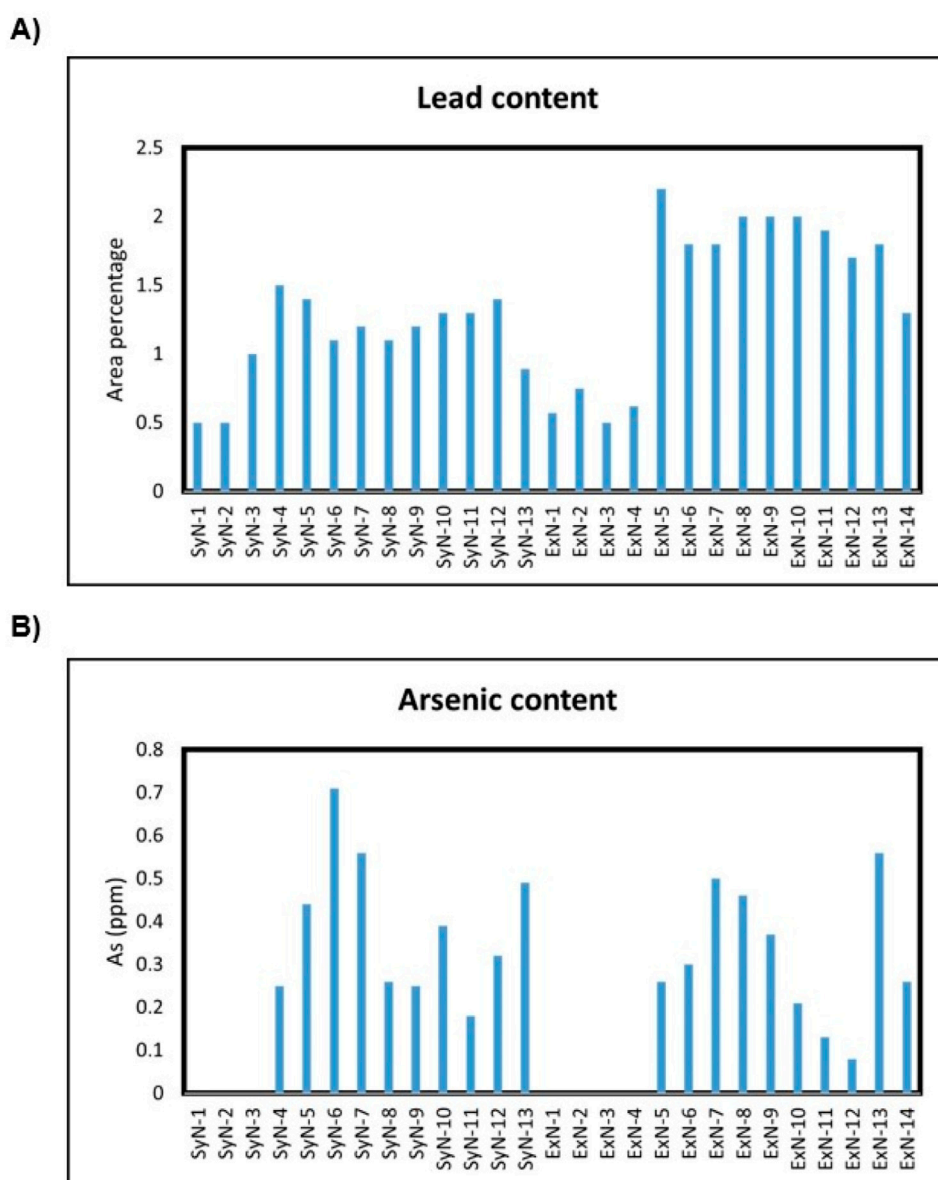 A)
Lead content
Area percentage
2.5
2
1.5
1
0.5
0
SyN-1
SyN-2
SyN-3
SyN-4
SyN-5
SyN-6
SyN-7
SyN-8
SyN-9
SyN-10
SyN-11
SyN-12
SyN-13
ExN-1
ExN-2
ExN-3
ExN-4
ExN-5
ExN-6
ExN-7
ExN-8
ExN-9
ExN-10
ExN-11
ExN-12
ExN-13
ExN-14
B)
Arsenic content
As (ppm)
0.8
0.7
0.6
0.5
0.4
0.3
0.2
0.1
0
SyN-1
SyN-2
SyN-3
SyN-4
SyN-5
SyN-6
SyN-7
SyN-8
SyN-9
SyN-10
SyN-11
SyN-12
SyN-13
ExN-1
ExN-2
ExN-3
ExN-4
ExN-5
ExN-6
ExN-7
ExN-8
ExN-9
ExN-10
ExN-11
ExN-12
ExN-13
ExN-14